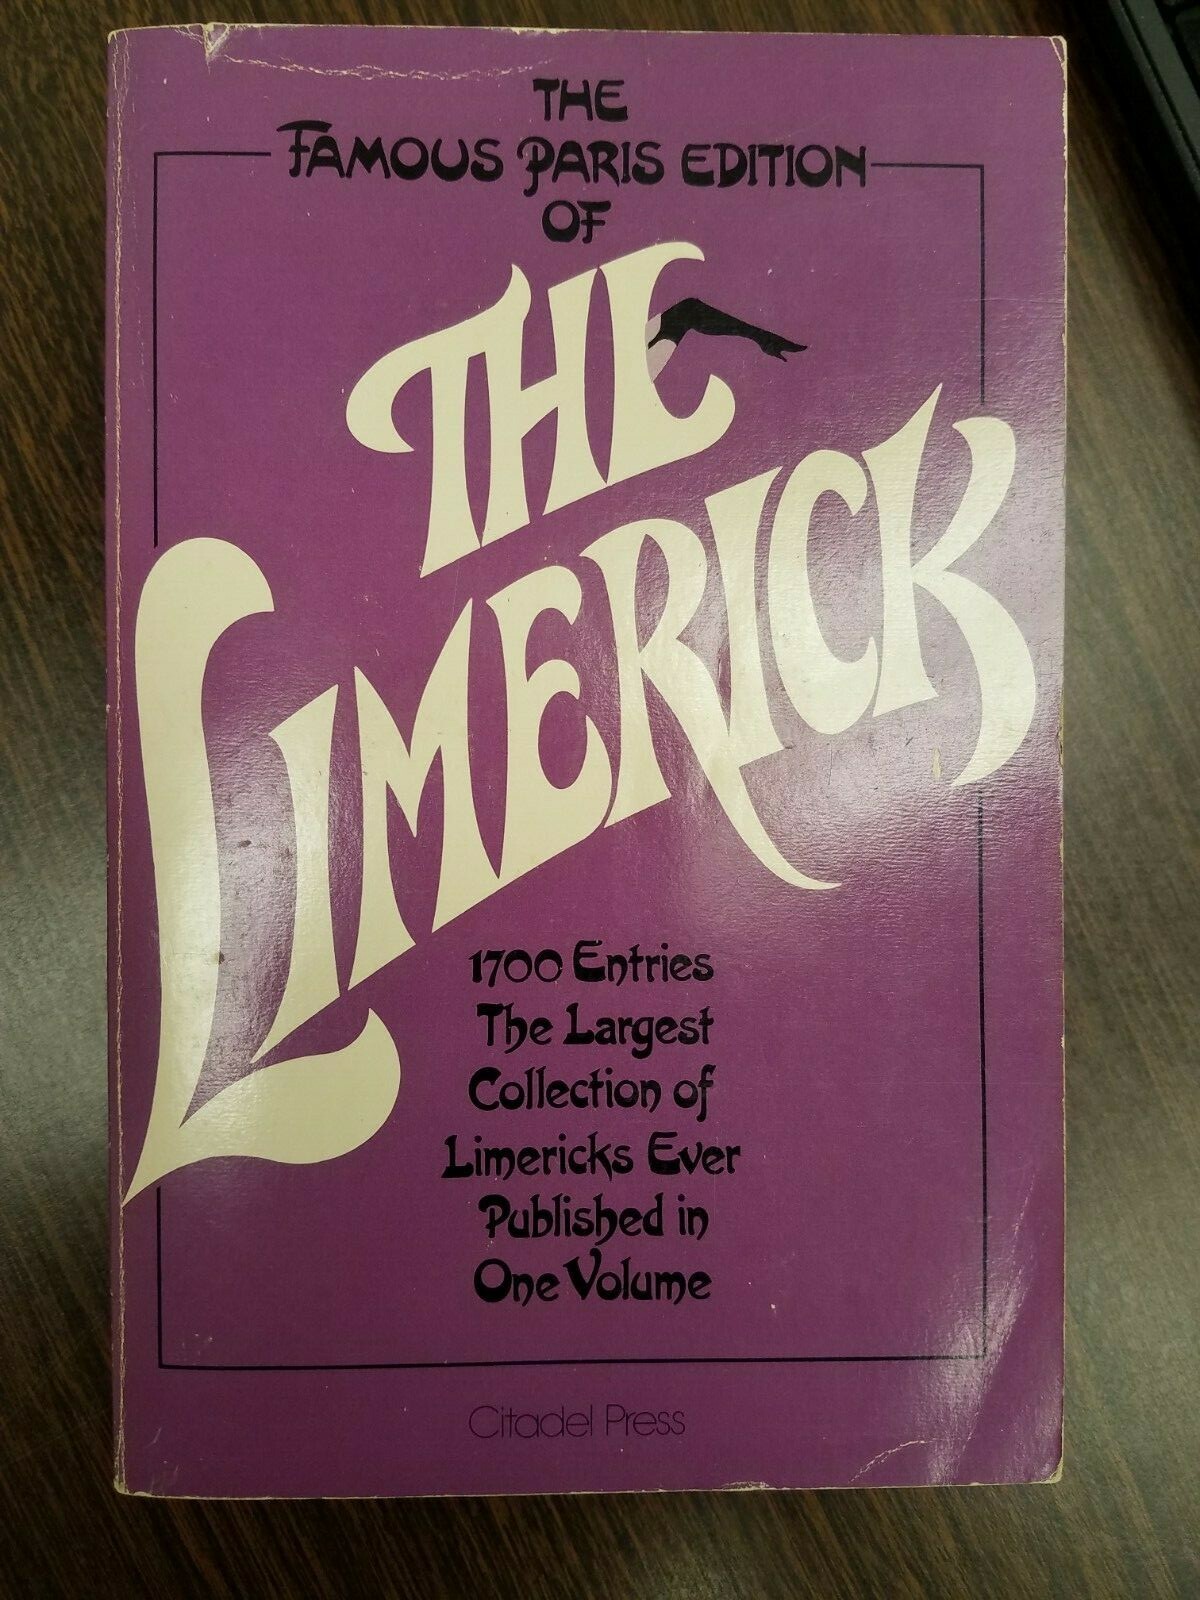 THE
FAMOUS PARIS EDITION
OF
THE
LIMERICK
1700 Entries
The Largest
Collection of
Limericks Ever
Published in
One Volume
Citadel Press